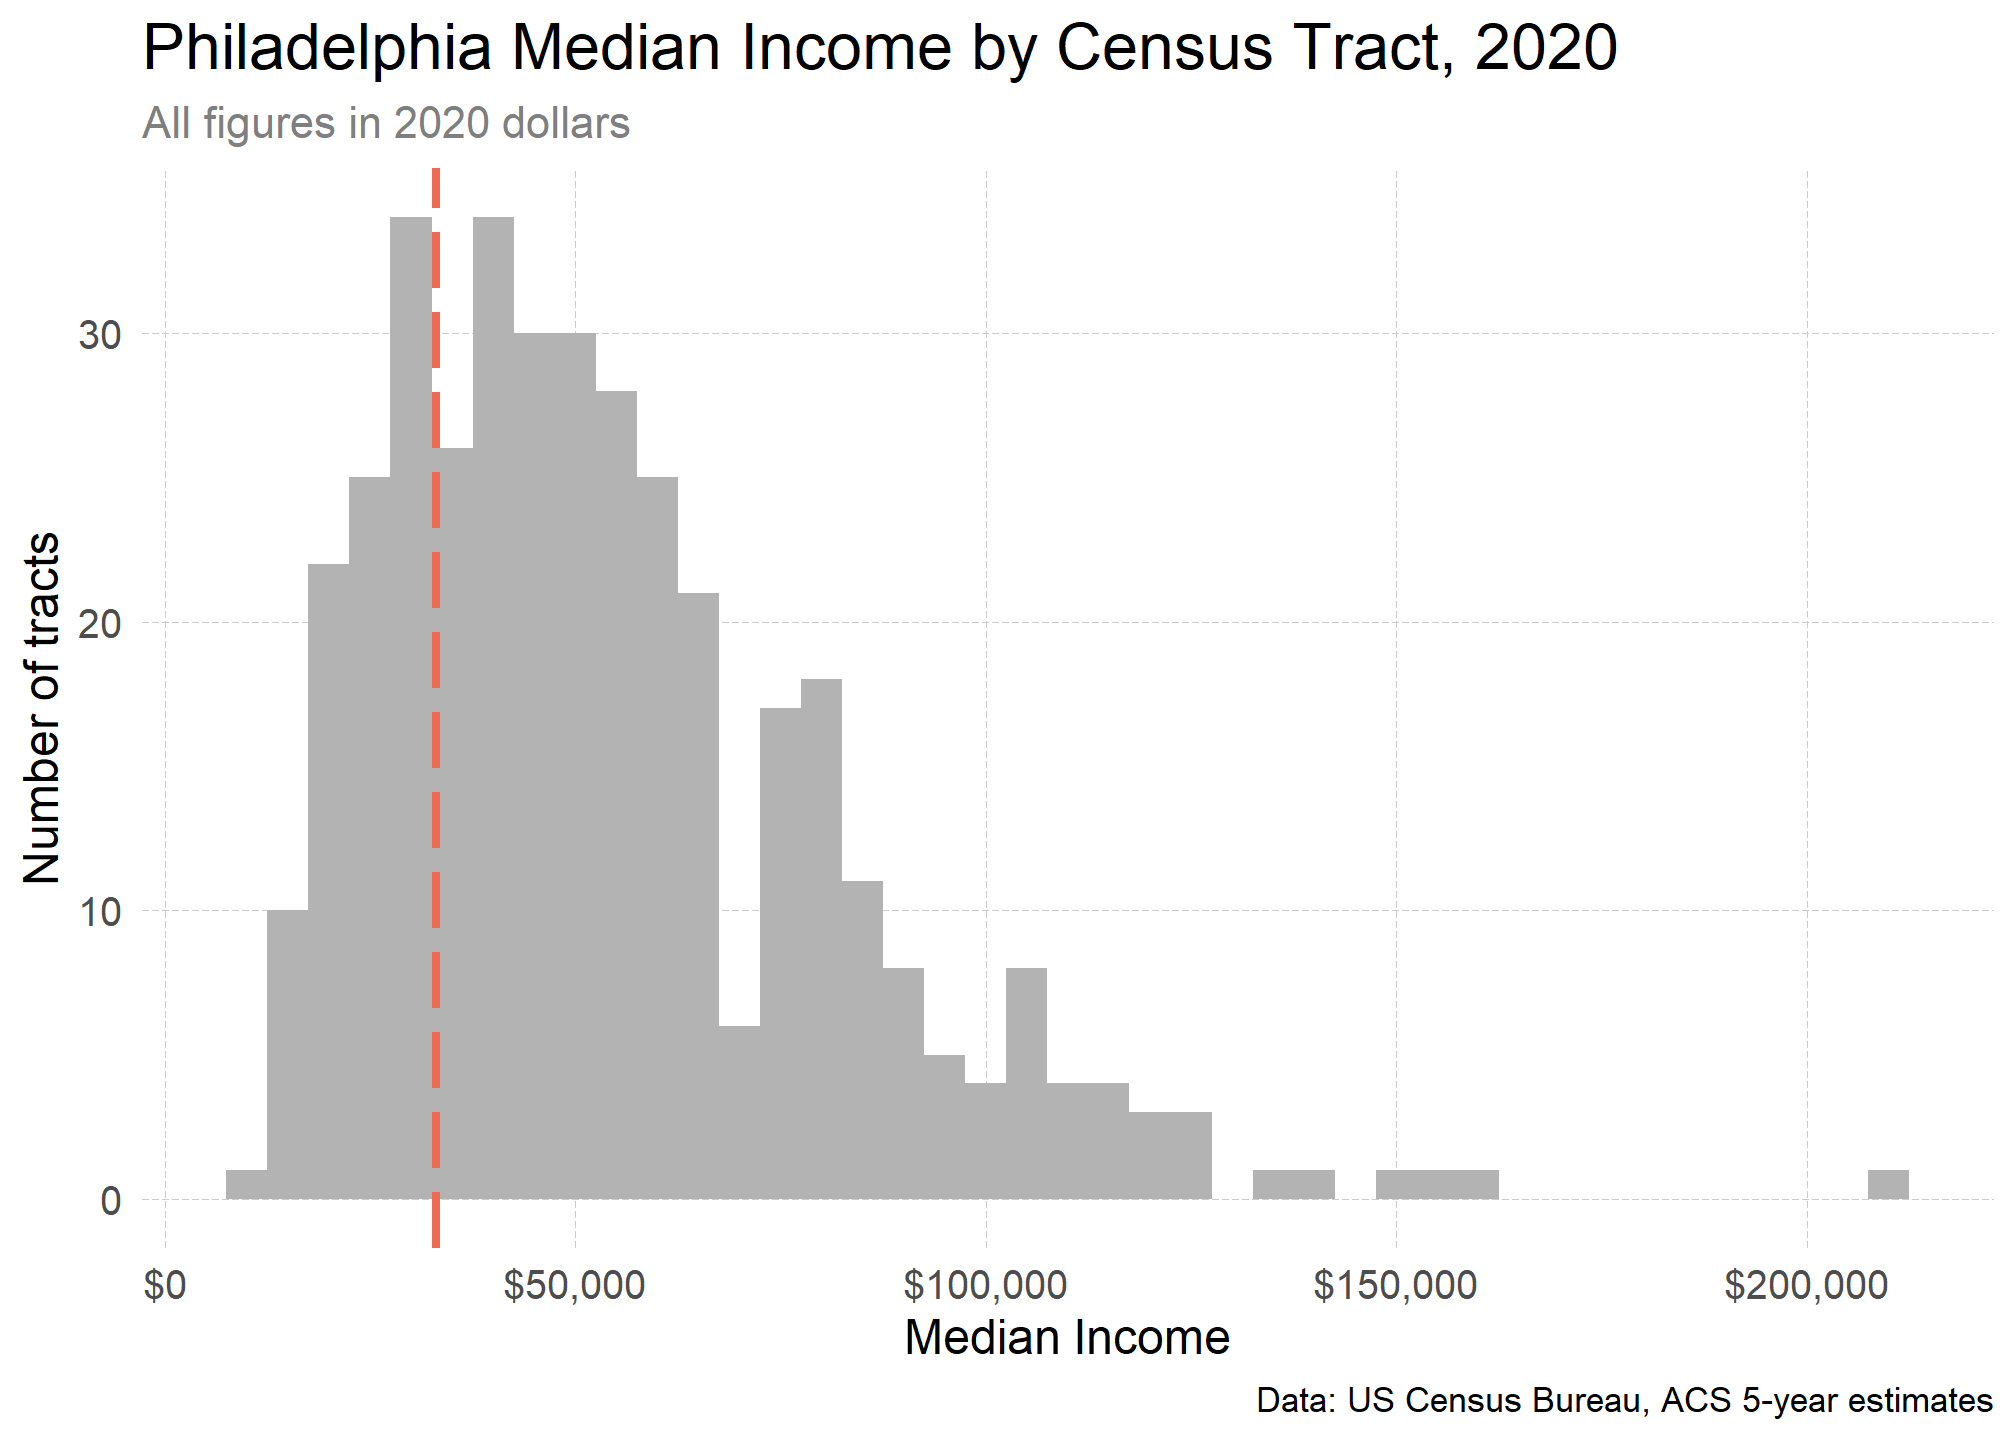 Philadelphia Median Income by Census Tract, 2020
All figures in 2020 dollars
Number of tracts
30
20
10
0
$0
$50,000
$100,000
$150,000
$200,000
Median Income
Data: US Census Bureau, ACS 5-year estimates